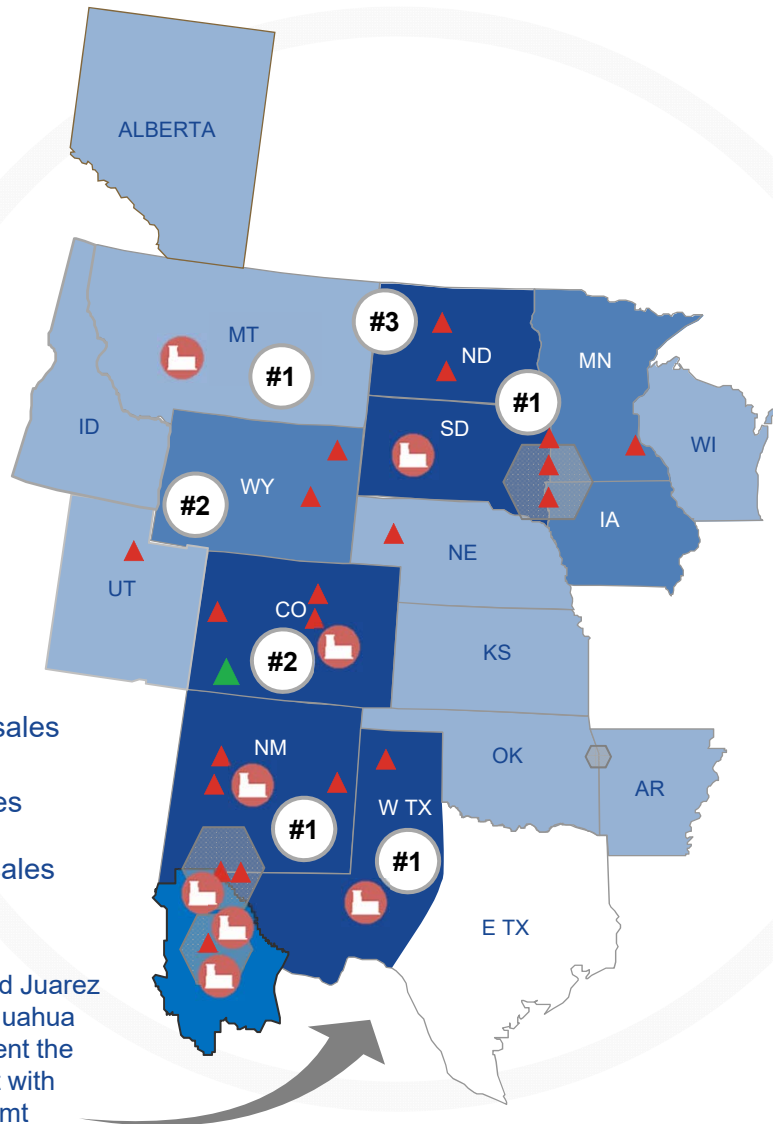 ALBERTA
#3
MT
ND
MN
#1
#1
ID
SD
WI
WY
#2
IA
NE
UT
CO
KS
#2
sales
NM
OK
AR
es
W TX
#1
#1
ales
E TX
d Juarez
uahua
ent the
t with
mt